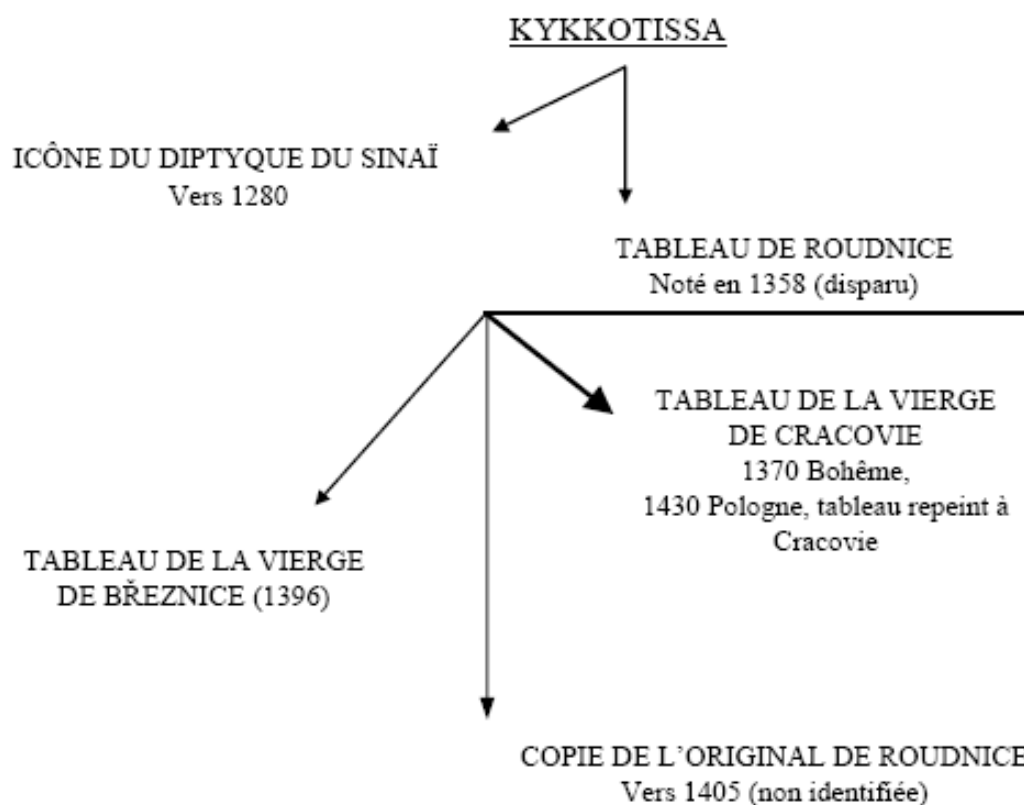 KYKKOTISSA
ICÔNE DU DIPTYQUE DU SINAÏ
Vers 1280
TABLEAU DE ROUDNICE
Noté en 1358 (disparu)
TABLEAU DE LA VIERGE
DE CRACOVIE
1370 Bohême,
1430 Pologne, tableau repeint à
Cracovie
TABLEAU DE LA VIERGE
DE BŘEZNICE (1396)
COPIE DE L’ORIGINAL DE ROUDNICE
Vers 1405 (non identifiée)